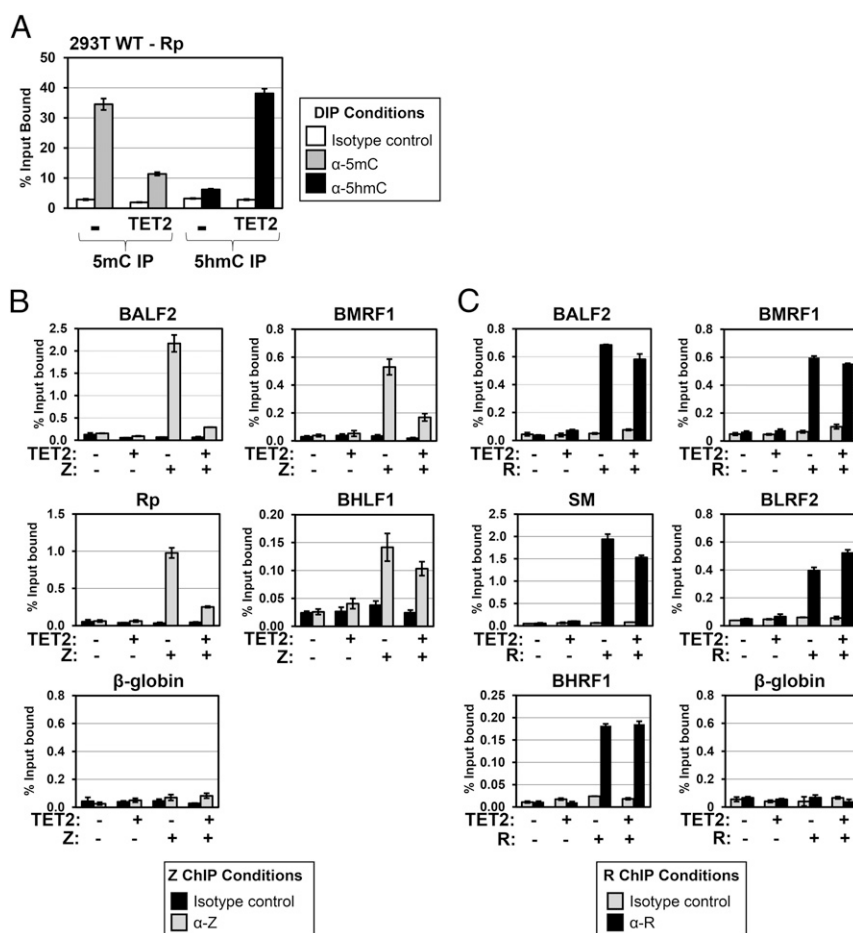 A
293T WT - Rp
% Input Bound
50
40
30
20
10
0
- TET2 - TET2
5mC IP 5hmC IP
DIP Conditions
Isotype control
α-5mC
α-5hmC
B
BALF2
% Input bound
2.5
2.0
1.5
1.0
0.5
0.0
TET2: - + - +
Z: - - + +
BMRF1
% Input bound
0.8
0.6
0.4
0.2
0.0
- + - +
Z: - - + +
Rp
% Input bound
1.5
1.0
0.5
0.0
TET2: - + - +
Z: - - + +
BHLF1
% Input bound
0.20
0.15
0.10
0.05
0.00
- + - +
Z: - - + +
β-globin
% Input bound
0.8
0.6
0.4
0.2
0.0
TET2: - + - +
Z: - - + +
Z ChIP Conditions
Isotype control
α-Z
C
BALF2
% Input bound
0.8
0.6
0.4
0.2
0.0
TET2: - + - +
R: - - + +
BMRF1
% Input bound
0.8
0.6
0.4
0.2
0.0
- + - +
- - + +
SM
% Input bound
2.5
2.0
1.5
1.0
0.5
0.0
TET2: - + - +
R: - - + +
BLRF2
% Input bound
0.8
0.6
0.4
0.2
0.0
TET2: - + - +
R: - - + +
BHRF1
% Input bound
0.25
0.20
0.15
0.10
0.05
0.00
TET2: - + - +
R: - - + +
β-globin
% Input bound
0.8
0.6
0.4
0.2
0.0
TET2: - + - +
R: - - + +
R ChIP Conditions
Isotype control
α-R